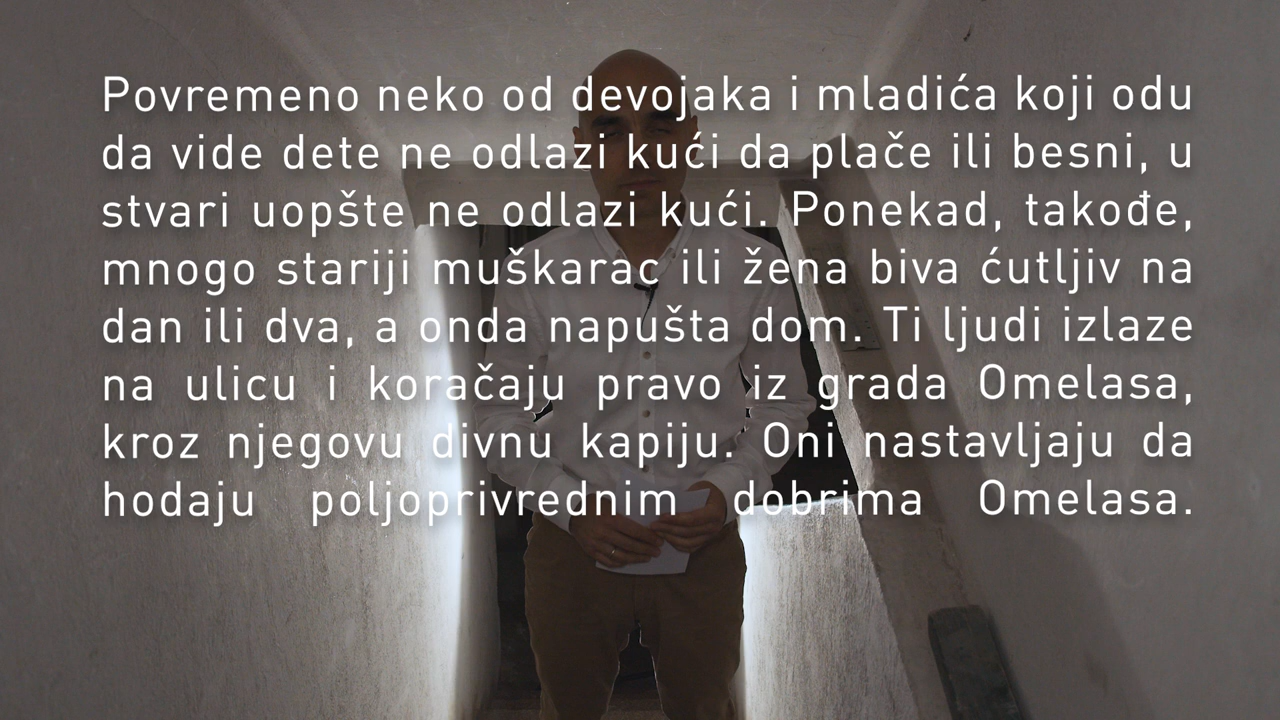 Povremeno neko od devojaka i mladića koji odu
da vide dete ne odlazi kući da plače ili besni, u
stvari uopšte ne odlazi kući. Ponekad, takođe,
mnogo stariji muškarac ili žena biva ćutljiv na
dan ili dva, a onda napušta dom. Ti ljudi izlaze
na ulicu i koračaju pravo iz grada Omelasa,
kroz njegovu divnu kapiju. Oni nastavljaju da
hodaju poljoprivrednim dobrima Omelasa.